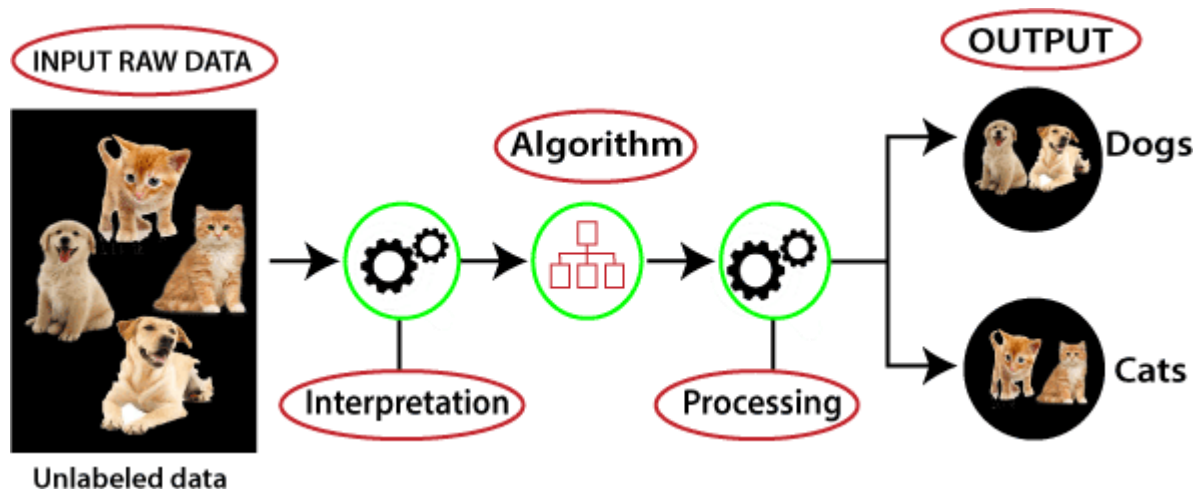 INPUT RAW DATA
OUTPUT
Algorithm
Dogs
Interpretation
Processing
Cats
Unlabeled data